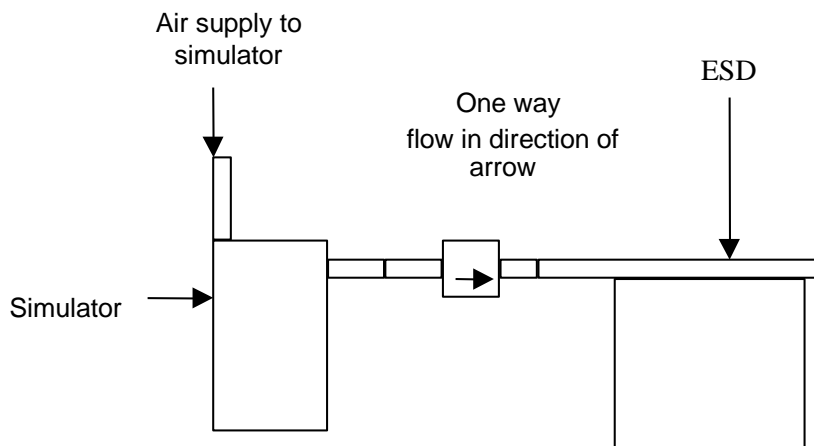 Air supply to
simulator
ESD
One way
flow in direction of
arrow
Simulator